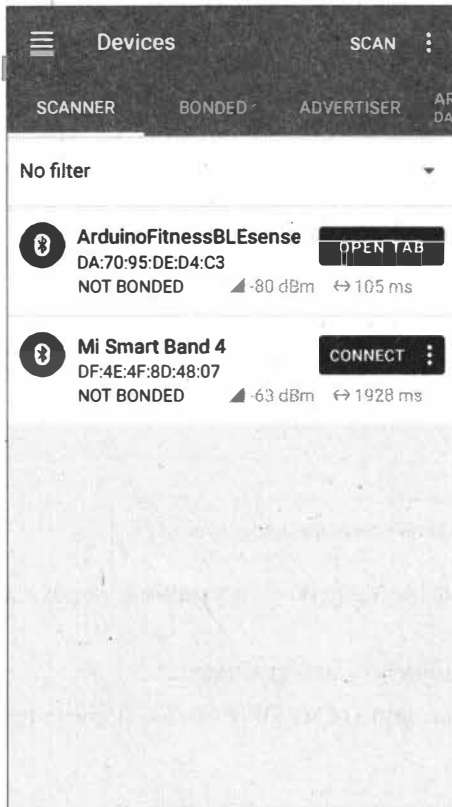 Devices SCAN
SCANNER BONDED ADVERTISER AR
DA
No filter
ArduinoFitnessBLEsense OPEN TAB
DA:70:95:DE:D4:C3
NOT BONDED -80 dBm ↔ 105 ms
Mi Smart Band 4 CONNECT
DF:4E:4F:8D:48:07
NOT BONDED -63 dBm ↔ 1928 ms